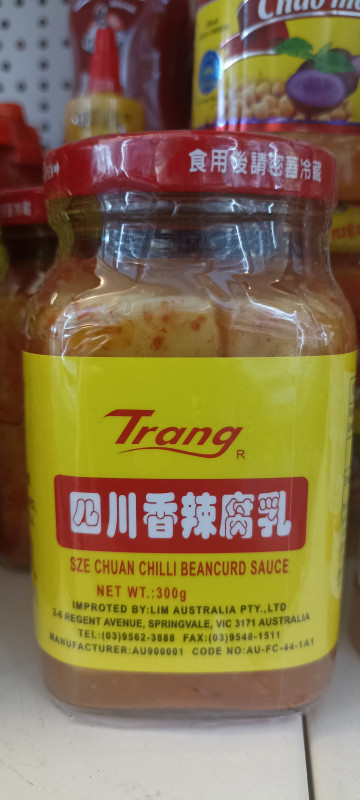 Chao
食用後請密蓋冷藏
Trang
R
四川香辣腐乳
SZE CHUAN CHILLI BEANCURD SAUCE
NET WT.:300g
IMPROTED BY:LIM AUSTRALIA PTY.,LTD
2-6 REGENT AVENUE, SPRINGVALE, VIC 3171 AUSTRALIA
TEL:(03)9562-3888 FAX:(03)9548-1511
MANUFACTURER:AU900001 CODE NO:AU-FC-44-1A1